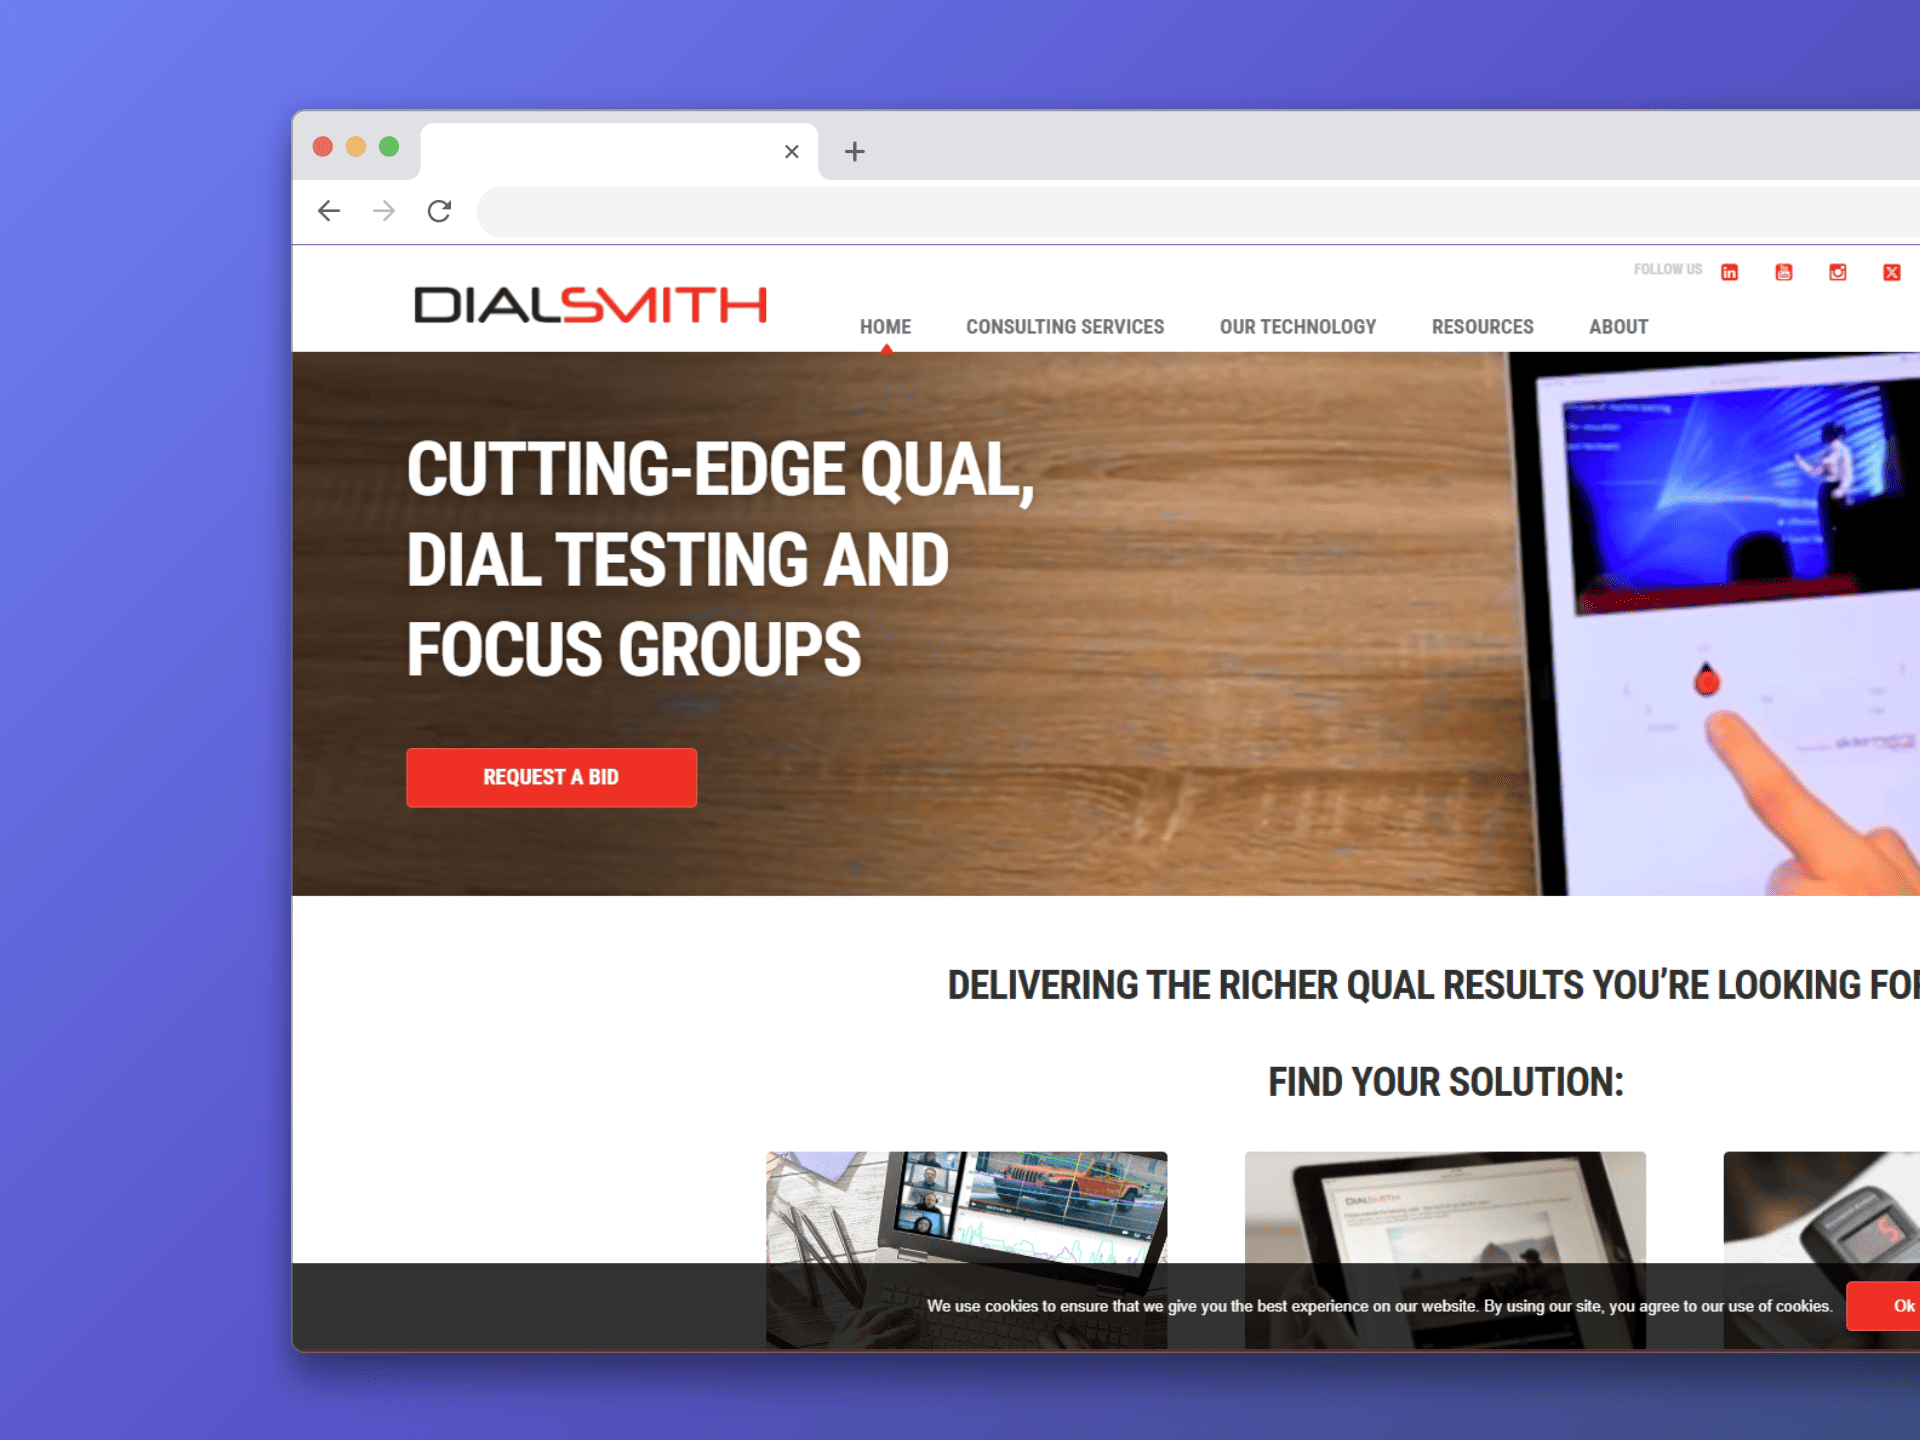 FOLLOW US
DIALSMITH
HOME CONSULTING SERVICES OUR TECHNOLOGY RESOURCES ABOUT
CUTTING-EDGE QUAL,
DIAL TESTING AND
FOCUS GROUPS
REQUEST A BID
DELIVERING THE RICHER QUAL RESULTS YOU'RE LOOKING FOR
FIND YOUR SOLUTION:
DIALSMITH
5
We use cookies to ensure that we give you the best experience on our website. By using our site, you agree to our use of cookies.
Ok